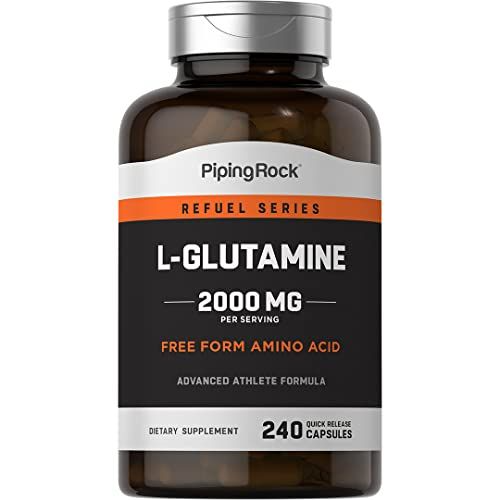 PipingRock®
REFUEL SERIES
L-GLUTAMINE
2000 MG
PER SERVING
FREE FORM AMINO ACID
ADVANCED ATHLETE FORMULA
DIETARY SUPPLEMENT
240 QUICK RELEASE
CAPSULES